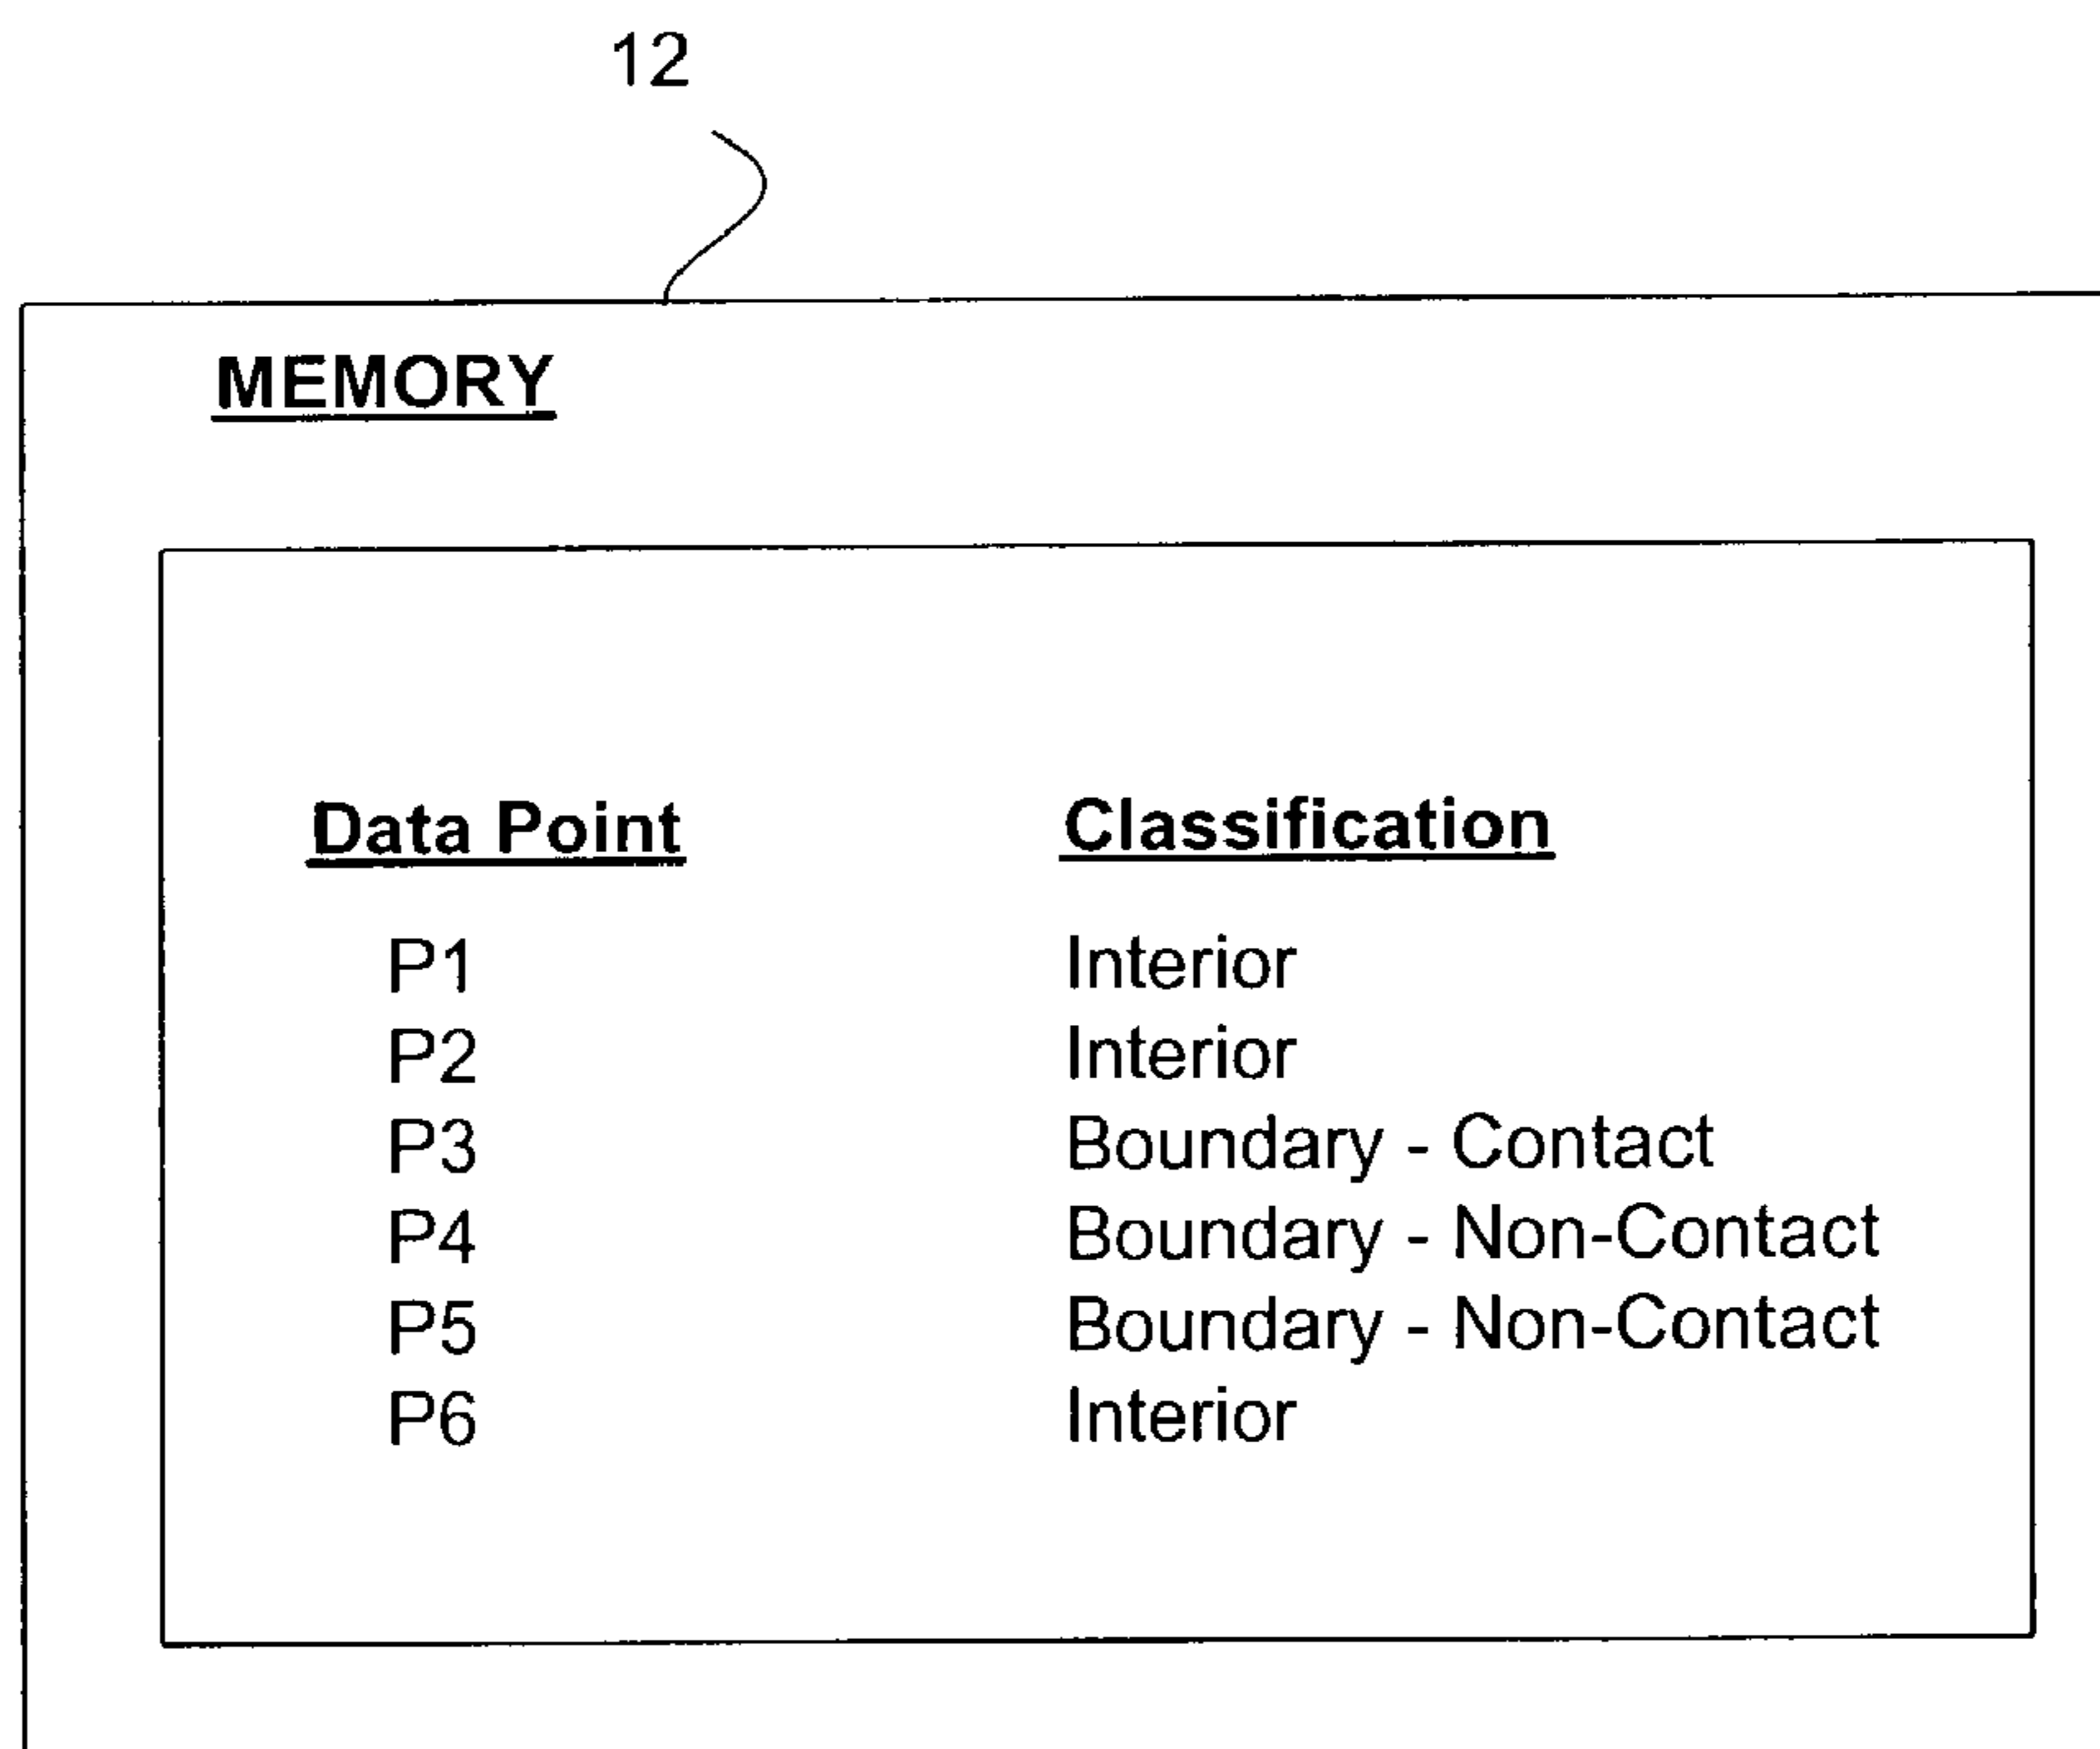 12
MEMORY
Data Point Classification
P1 Interior
P2 Interior
P3 Boundary - Contact
P4 Boundary - Non-Contact
P5 Boundary - Non-Contact
P6 Interior